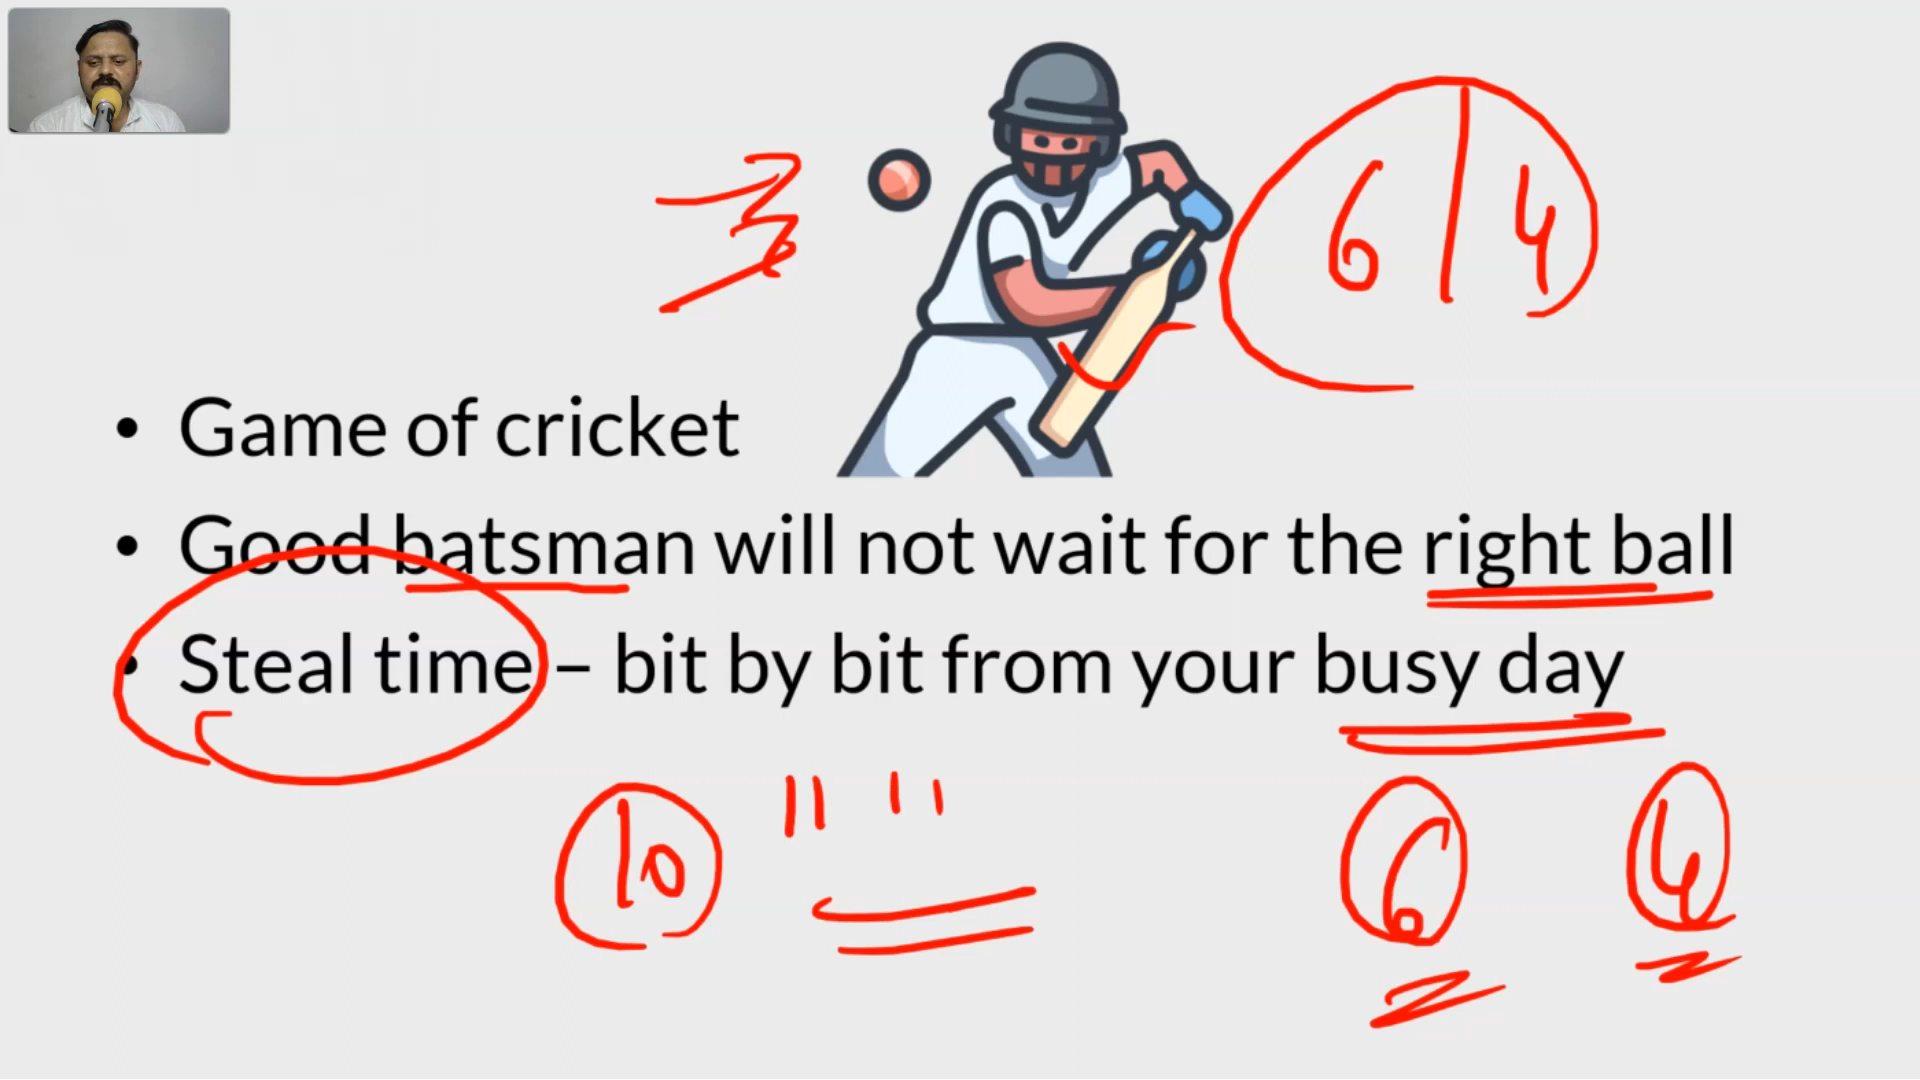 6 | 4
• Game of cricket
• Good batsman will not wait for the right ball
• Steal time – bit by bit from your busy day
10 6 4